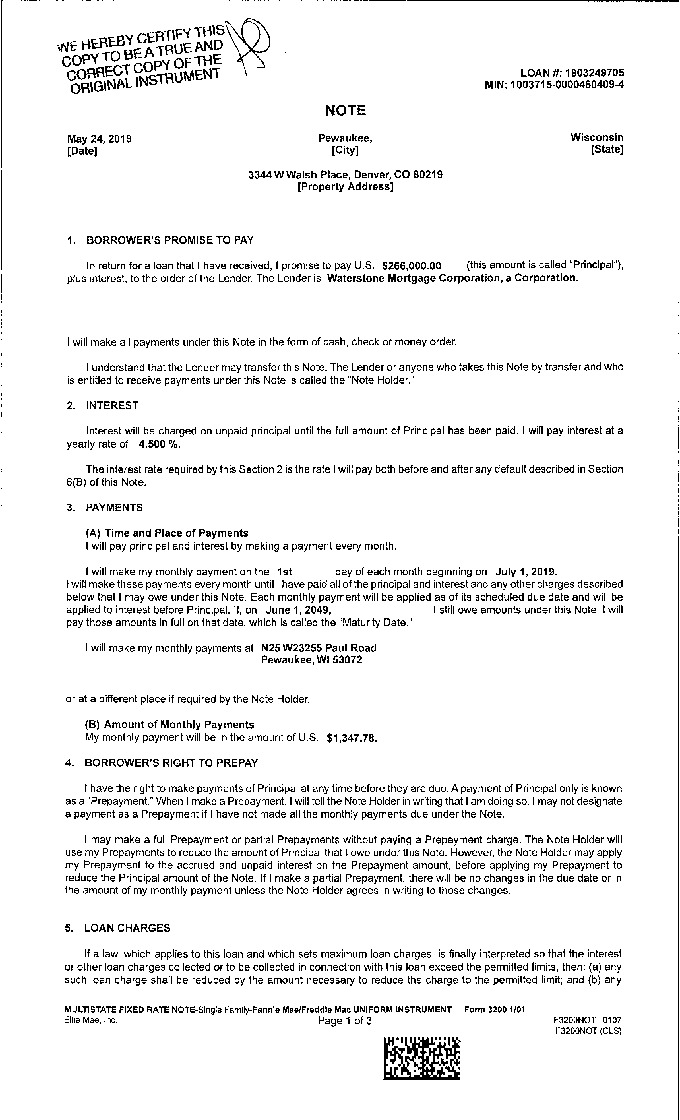 WE HEREBY CERTIFY THIS
COPY TO BE A TRUE AND
CORRECT COPY OF THE
ORIGINAL INSTRUMENT
LOAN #: 1903249705
MIN: 1003715-0000460409-4
NOTE
May 24, 2019 Pewaukee, Wisconsin
[Date] [City] [State]
3344 W Walsh Place, Denver, CO 80219
[Property Address]
1. BORROWER'S PROMISE TO PAY
In return for a loan that I have received, I promise to pay U.S. $266,000.00 (this amount is called "Principal"),
plus interest, to the order of the Lender. The Lender is Waterstone Mortgage Corporation, a Corporation.
I will make all payments under this Note in the form of cash, check or money order.
I understand that the Lender may transfer this Note. The Lender or anyone who takes this Note by transfer and who
is entitled to receive payments under this Note is called the "Note Holder."
2. INTEREST
Interest will be charged on unpaid principal until the full amount of Principal has been paid. I will pay interest at a
yearly rate of 4.500 %.
The interest rate required by this Section 2 is the rate I will pay both before and after any default described in Section
6(B) of this Note.
3. PAYMENTS
(A) Time and Place of Payments
I will pay principal and interest by making a payment every month.
I will make my monthly payment on the 1st day of each month beginning on July 1, 2019.
I will make these payments every month until I have paid all of the principal and interest and any other charges described
below that I may owe under this Note. Each monthly payment will be applied as of its scheduled due date and will be
applied to interest before Principal. If, on June 1, 2049, I still owe amounts under this Note, I will
pay those amounts in full on that date, which is called the "Maturity Date."
I will make my monthly payments at N25 W23255 Paul Road
Pewaukee, WI 53072
or at a different place if required by the Note Holder.
(B) Amount of Monthly Payments
My monthly payment will be in the amount of U.S. $1,347.78.
4. BORROWER'S RIGHT TO PREPAY
I have the right to make payments of Principal at any time before they are due. A payment of Principal only is known
as a "Prepayment." When I make a Prepayment, I will tell the Note Holder in writing that I am doing so. I may not designate
a payment as a Prepayment if I have not made all the monthly payments due under the Note.
I may make a full Prepayment or partial Prepayments without paying a Prepayment charge. The Note Holder will
use my Prepayments to reduce the amount of Principal that I owe under this Note. However, the Note Holder may apply
my Prepayment to the accrued and unpaid interest on the Prepayment amount, before applying my Prepayment to
reduce the Principal amount of the Note. If I make a partial Prepayment, there will be no changes in the due date or in
the amount of my monthly payment unless the Note Holder agrees in writing to those changes.
5. LOAN CHARGES
If a law, which applies to this loan and which sets maximum loan charges, is finally interpreted so that the interest
or other loan charges collected or to be collected in connection with this loan exceed the permitted limits, then: (a) any
such loan charge shall be reduced by the amount necessary to reduce the charge to the permitted limit; and (b) any
MULTISTATE FIXED RATE NOTE-Single Family-Fannie Mae/Freddie Mac UNIFORM INSTRUMENT Form 3200 1/01
Ellie Mae, Inc. Page 1 of 3 F3200NOT 0107
F3200NOT (CLS)